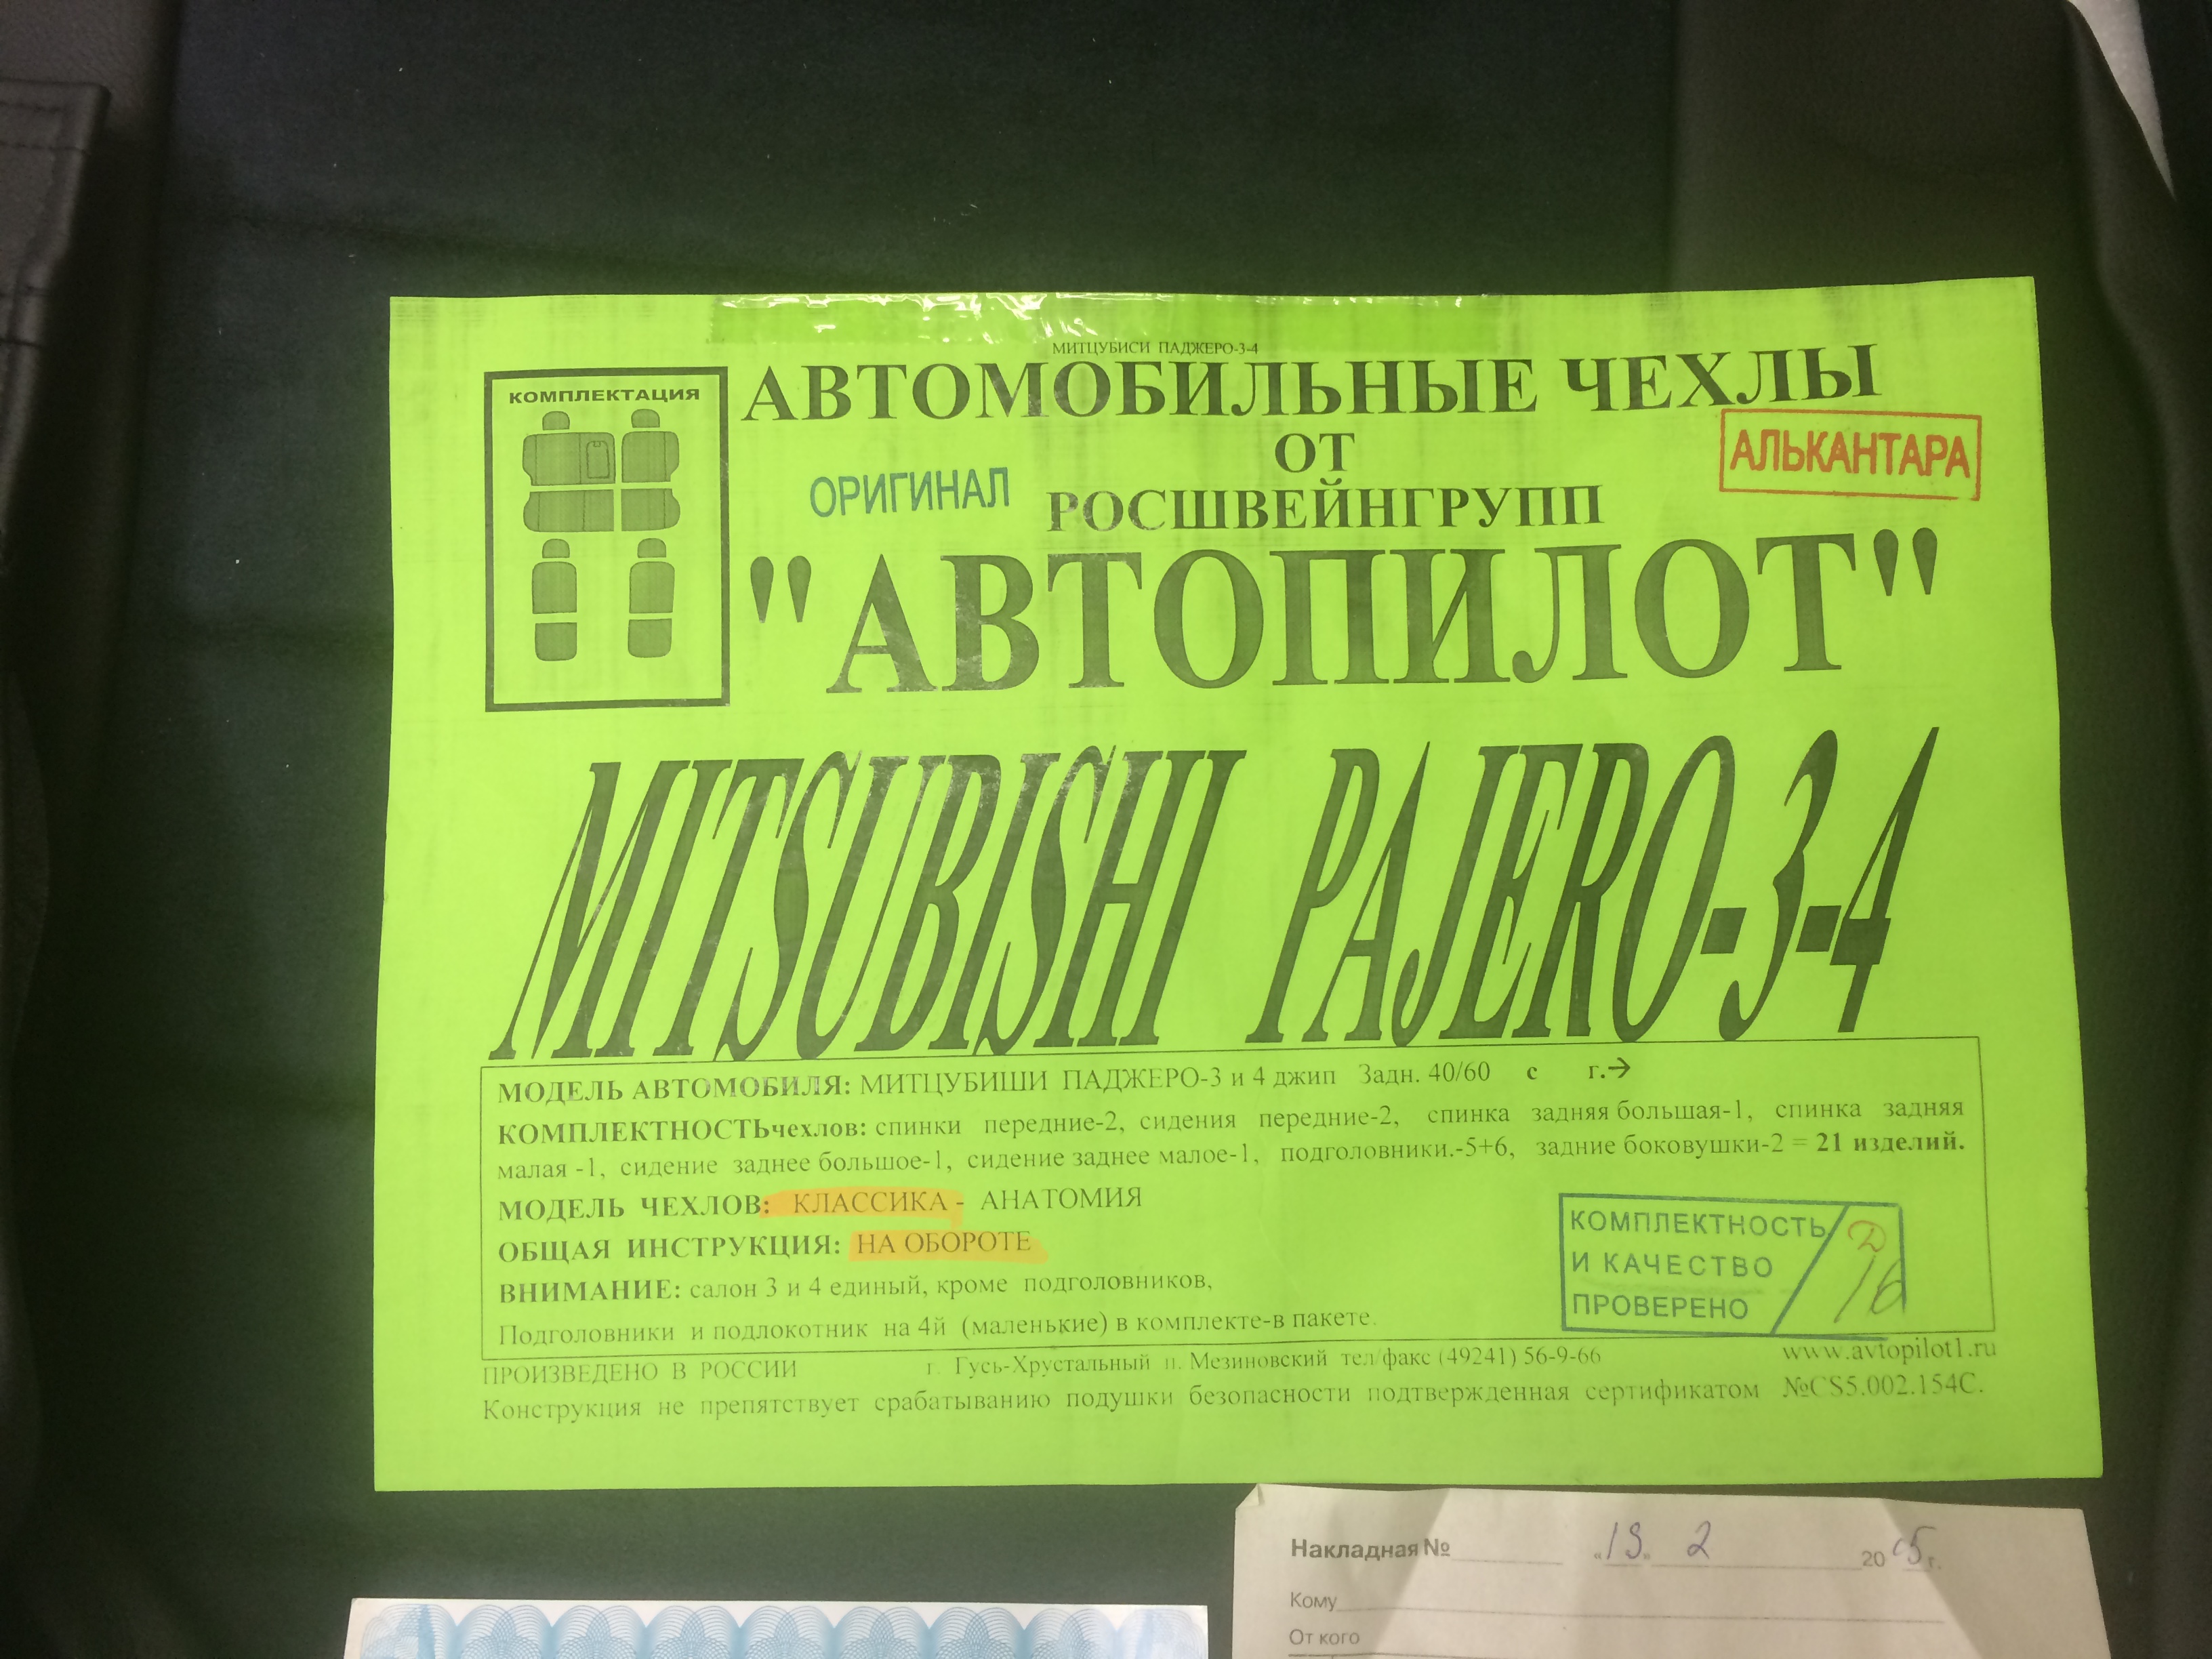 МИТЦУБИСИ ПАДЖЕРО-3-4
КОМПЛЕКТАЦИЯ
АВТОМОБИЛЬНЫЕ ЧЕХЛЫ
ОТ
АЛЬКАНТАРА
ОРИГИНАЛ
РОСШВЕЙНГРУПП
"АВТОПИЛОТ"
MITSUBISHI PAJERO-3-4
МОДЕЛЬ АВТОМОБИЛЯ: МИТЦУБИШИ ПАДЖЕРО-3 и 4 джип Задн. 40/60 с г.→
КОМПЛЕКТНОСТЬчехлов: спинки передние-2, сидения передние-2, спинка задняя большая-1, спинка задняя
малая -1, сидение заднее большое-1, сидение заднее малое-1, подголовники.-5+6, задние боковушки-2 = 21 изделий.
МОДЕЛЬ ЧЕХЛОВ: КЛАССИКА - АНАТОМИЯ
ОБЩАЯ ИНСТРУКЦИЯ: НА ОБОРОТЕ
ВНИМАНИЕ: салон 3 и 4 единый, кроме подголовников,
Подголовники и подлокотник на 4й (маленькие) в комплекте-в пакете.
КОМПЛЕКТНОСТЬ
И КАЧЕСТВО
ПРОВЕРЕНО
16
ПРОИЗВЕДЕНО В РОССИИ г. Гусь-Хрустальный п. Мезиновский тел/факс (49241) 56-9-66 www.avtopilot1.ru
Конструкция не препятствует срабатыванию подушки безопасности подтвержденная сертификатом №CS5.002.154C.
Накладная № « » 2 20 г.
Кому
От кого